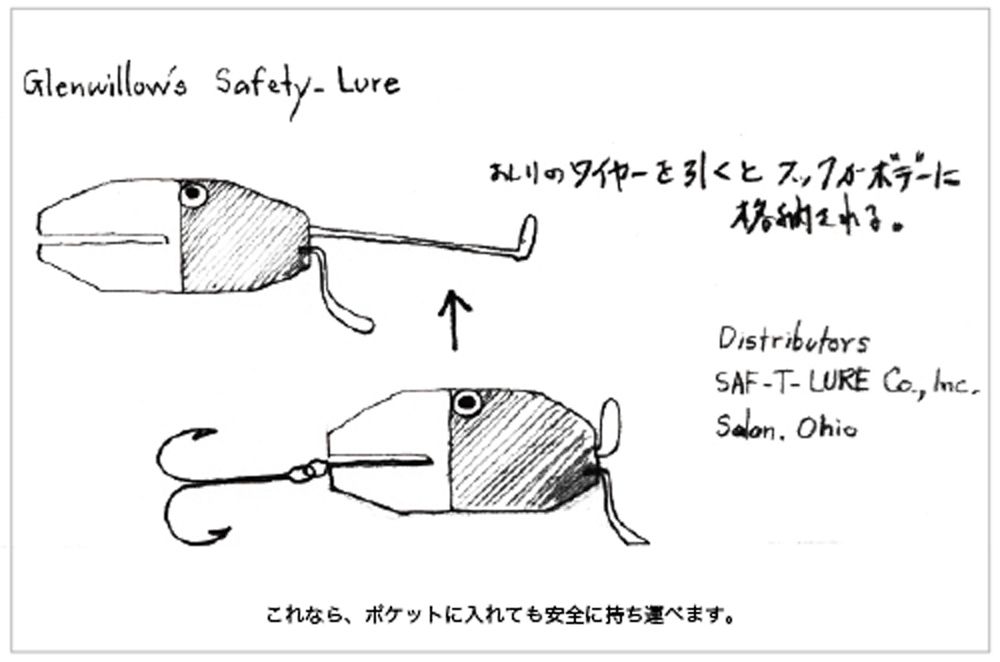 Glenwillow's Safety-Lure
おしりのワイヤーを引くと フックがボデーに
格納される。
Distributors
SAF-T-LURE Co., Inc.
Solon. Ohio
これなら、ポケットに入れても安全に持ち運べます。